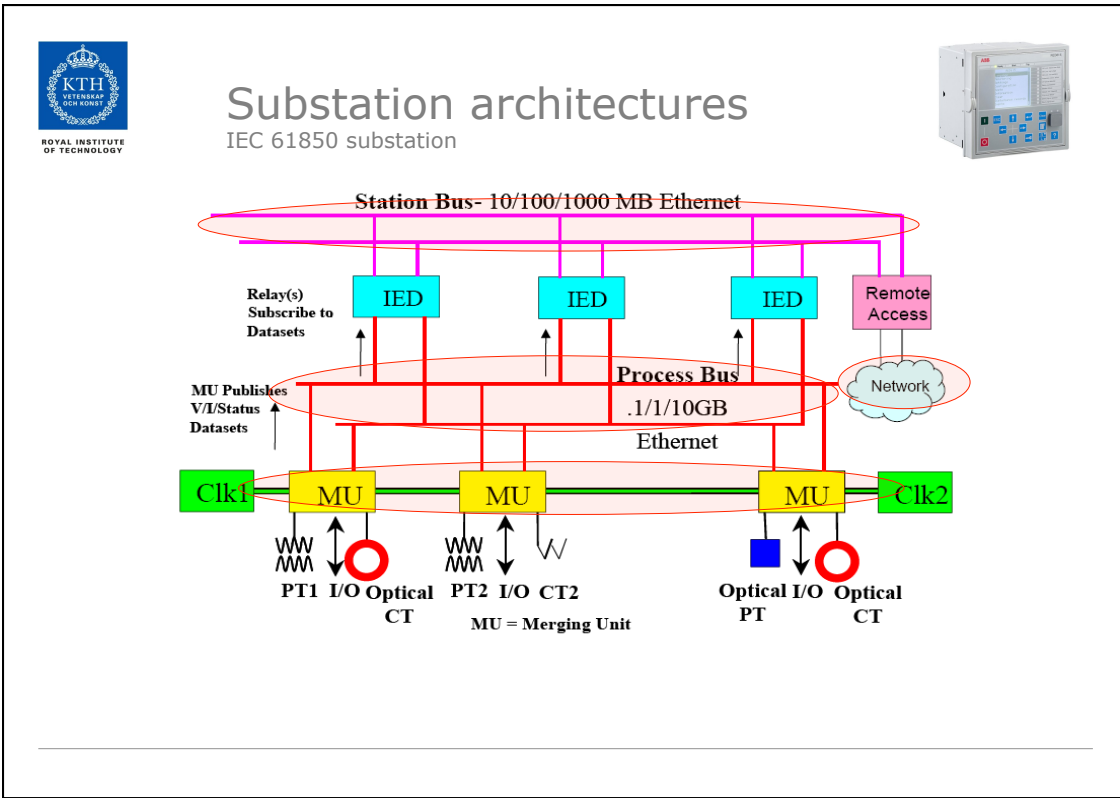 KTH
VETENSKAP
OCH KONST
ROYAL INSTITUTE
OF TECHNOLOGY
Substation architectures
IEC 61850 substation
ABB
Station Bus- 10/100/1000 MB Ethernet
Relay(s)
Subscribe to
Datasets
IED
IED
IED
Remote
Access
MU Publishes
V/I/Status
Datasets
Process Bus
.1/1/10GB
Ethernet
Network
Clk1
MU
MU
MU
Clk2
PT1
I/O
Optical
CT
PT2
I/O
CT2
Optical
PT
I/O
Optical
CT
MU = Merging Unit